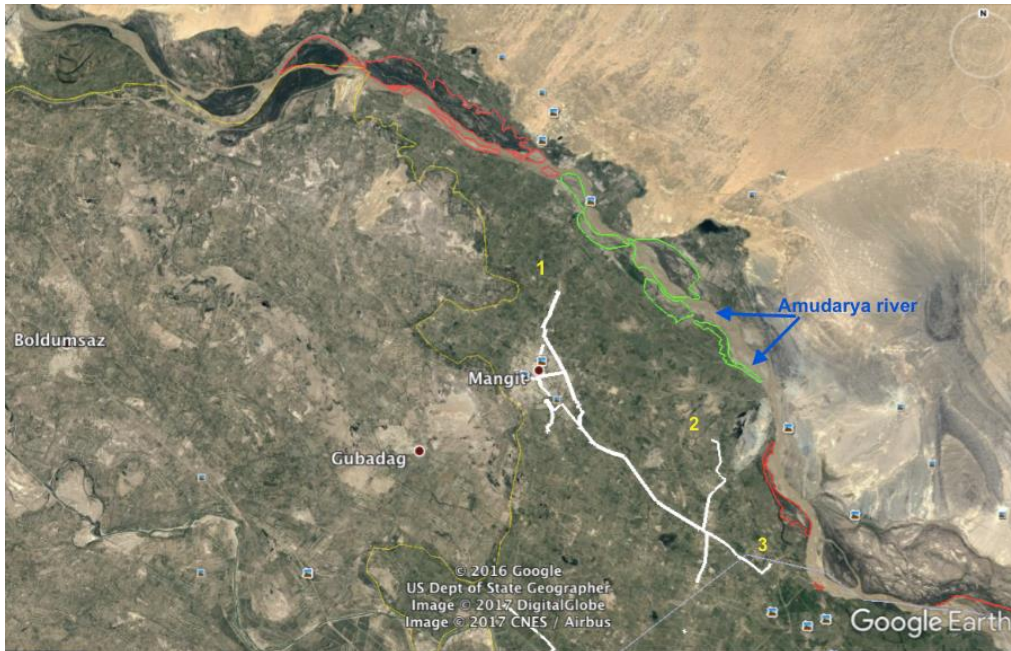 N
1
Amudarya river
Boldumsaz
Mangit
2
Gubadag
3
© 2016 Google
US Dept of State Geographer
Image © 2017 DigitalGlobe
Image © 2017 CNES / Airbus
Google Earth